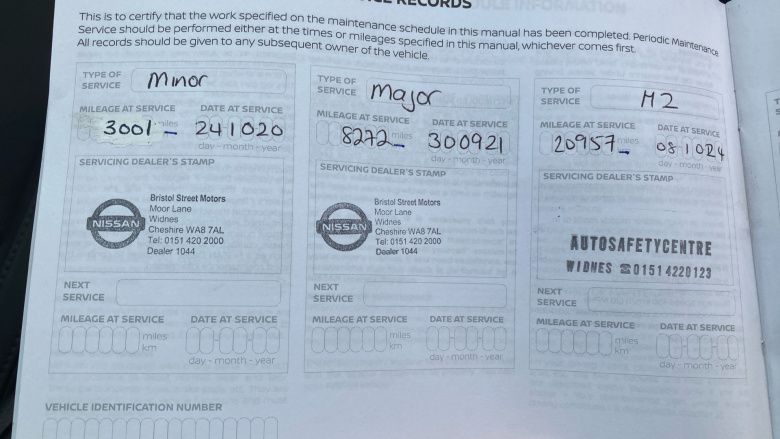 RECORDS
This is to certify that the work specified on the maintenance schedule in this manual has been completed. Periodic Maintenance
Service should be performed either at the times or mileages specified in this manual, whichever comes first.
All records should be given to any subsequent owner of the vehicle.
TYPE OF SERVICE Minor
MILEAGE AT SERVICE DATE AT SERVICE
3001 miles 241020
day - month - year
SERVICING DEALER'S STAMP
NISSAN
Bristol Street Motors
Moor Lane
Widnes
Cheshire WA8 7AL
Tel: 0151 420 2000
Dealer 1044
NEXT SERVICE
MILEAGE AT SERVICE DATE AT SERVICE
miles
km
day - month - year
TYPE OF SERVICE Major
MILEAGE AT SERVICE DATE AT SERVICE
8272 miles 300921
day - month - year
SERVICING DEALER'S STAMP
NISSAN
Bristol Street Motors
Moor Lane
Widnes
Cheshire WA8 7AL
Tel: 0151 420 2000
Dealer 1044
NEXT SERVICE
MILEAGE AT SERVICE DATE AT SERVICE
miles
km
day - month - year
TYPE OF SERVICE M2
MILEAGE AT SERVICE DATE AT SERVICE
20957 miles 081024
day - month - year
SERVICING DEALER'S STAMP
AUTOSAFETYCENTRE
WIDNES ☎01514220123
NEXT SERVICE
MILEAGE AT SERVICE DATE AT SERVICE
miles
km
day - month - year
VEHICLE IDENTIFICATION NUMBER